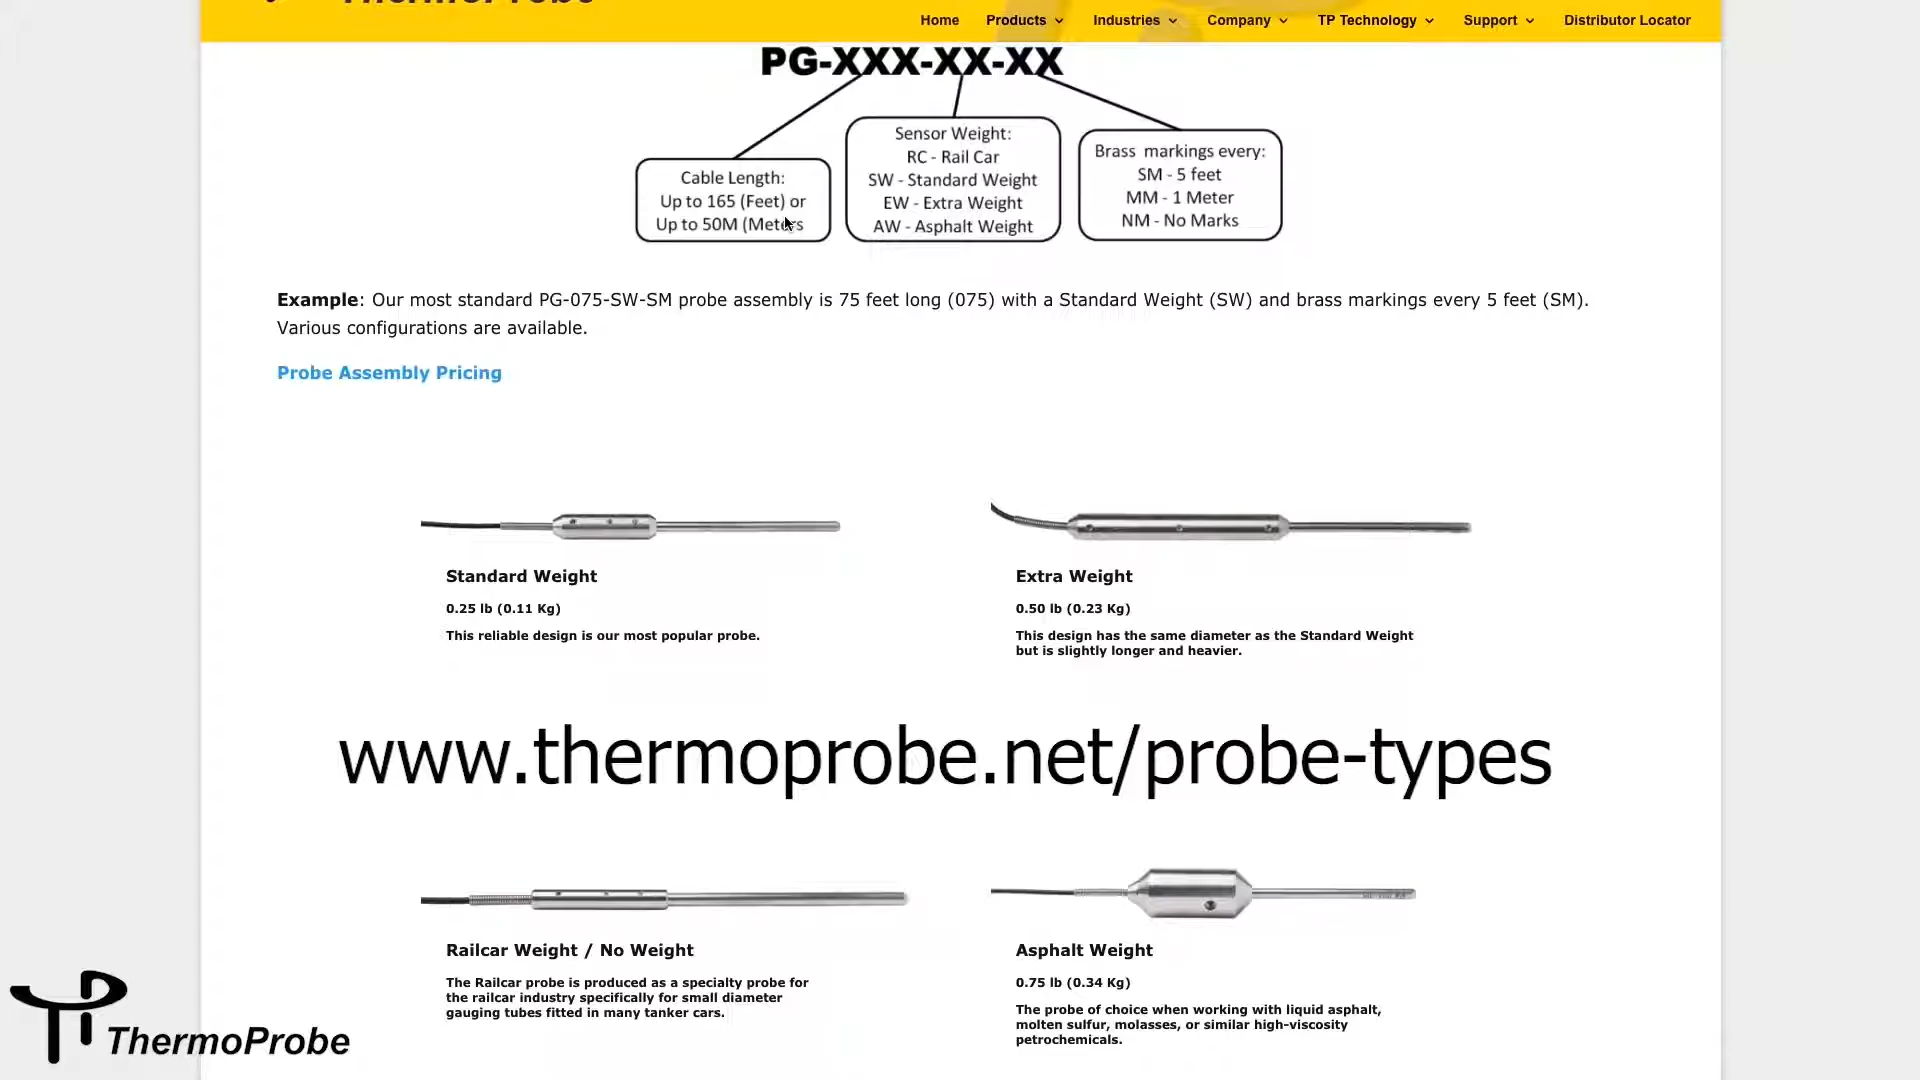 Home Products Industries Company TP Technology Support Distributor Locator
PG-XXX-XX-XX
Cable Length:
Up to 165 (Feet) or
Up to 50M (Meters
Sensor Weight:
RC - Rail Car
SW - Standard Weight
EW - Extra Weight
AW - Asphalt Weight
Brass markings every:
SM - 5 feet
MM - 1 Meter
NM - No Marks
Example: Our most standard PG-075-SW-SM probe assembly is 75 feet long (075) with a Standard Weight (SW) and brass markings every 5 feet (SM).
Various configurations are available.
Probe Assembly Pricing
Standard Weight
0.25 lb (0.11 Kg)
This reliable design is our most popular probe.
Extra Weight
0.50 lb (0.23 Kg)
This design has the same diameter as the Standard Weight
but is slightly longer and heavier.
www.thermoprobe.net/probe-types
Railcar Weight / No Weight
The Railcar probe is produced as a specialty probe for
the railcar industry specifically for small diameter
gauging tubes fitted in many tanker cars.
Asphalt Weight
0.75 lb (0.34 Kg)
The probe of choice when working with liquid asphalt,
molten sulfur, molasses, or similar high-viscosity
petrochemicals.
ThermoProbe